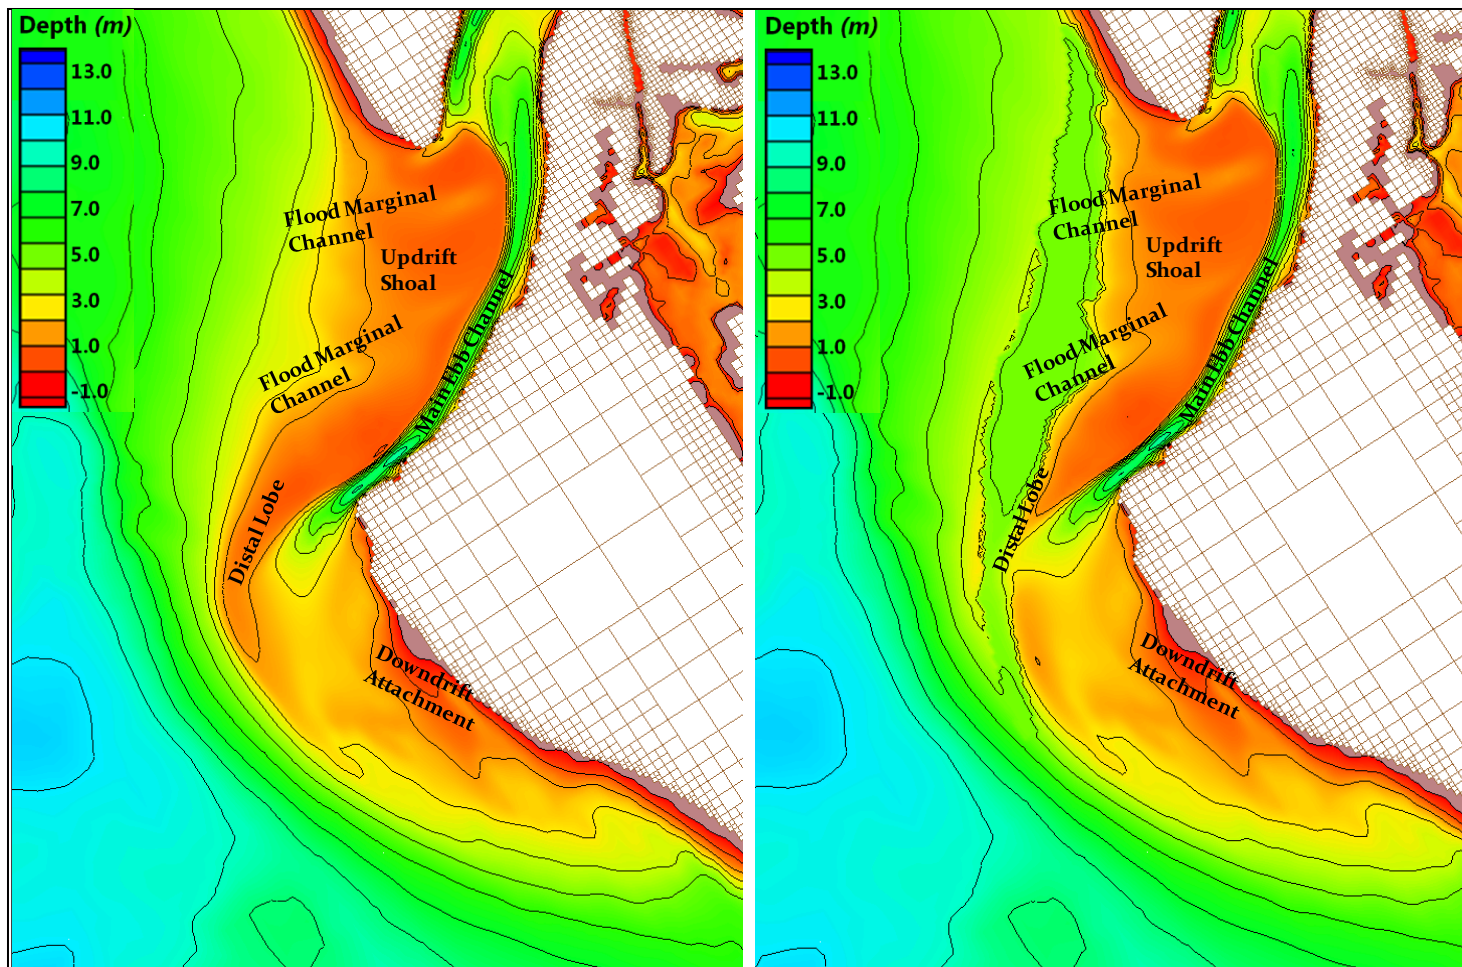 Depth (m)
13.0
11.0
9.0
7.0
5.0
3.0
1.0
-1.0
Flood Marginal
Channel
Updrift
Shoal
Flood Marginal
Channel
Main Ebb Channel
Distal Lobe
Downdrift
Attachment
Depth (m)
13.0
11.0
9.0
7.0
5.0
3.0
1.0
-1.0
Flood Marginal
Channel
Updrift
Shoal
Flood Marginal
Channel
Main Ebb Channel
Distal Lobe
Downdrift
Attachment